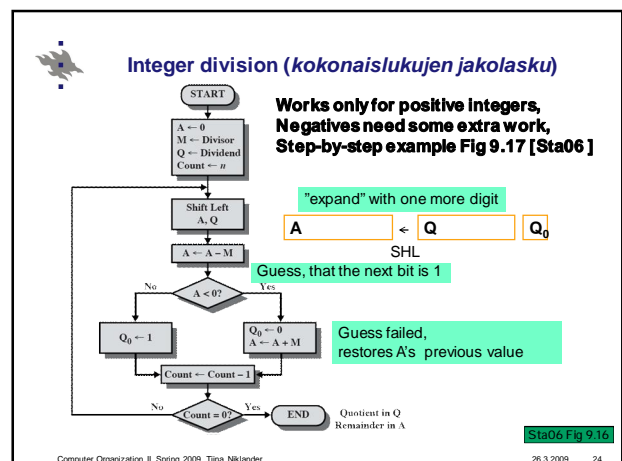 Integer division (kokonaislukujen jakolasku)
START
A ← 0
M ← Divisor
Q ← Dividend
Count ← n
Shift Left
A, Q
A ← A – M
No
A < 0?
Yes
Q0 ← 1
Q0 ← 0
A ← A + M
Count ← Count – 1
No
Count = 0?
Yes
END
Quotient in Q
Remainder in A
Works only for positive integers,
Negatives need some extra work,
Step-by-step example Fig 9.17 [Sta06 ]
"expand" with one more digit
A ← Q Q0
SHL
Guess, that the next bit is 1
Guess failed,
restores A's previous value
Sta06 Fig 9.16
Computer Organization II, Spring 2009, Tiina Niklander
26.3.2009
24